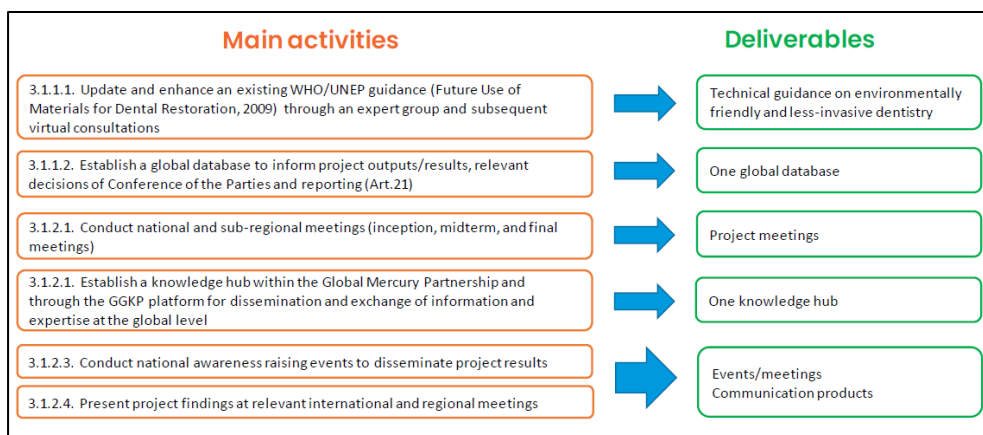 Main activities
Deliverables
3.1.1.1. Update and enhance an existing WHO/UNEP guidance (Future Use of
Materials for Dental Restoration, 2009) through an expert group and subsequent
virtual consultations
Technical guidance on environmentally
friendly and less-invasive dentistry
3.1.1.2. Establish a global database to inform project outputs/results, relevant
decisions of Conference of the Parties and reporting (Art.21)
One global database
3.1.2.1. Conduct national and sub-regional meetings (inception, midterm, and final
meetings)
Project meetings
3.1.2.1. Establish a knowledge hub within the Global Mercury Partnership and
through the GGKP platform for dissemination and exchange of information and
expertise at the global level
One knowledge hub
3.1.2.3. Conduct national awareness raising events to disseminate project results
3.1.2.4. Present project findings at relevant international and regional meetings
Events/meetings
Communication products